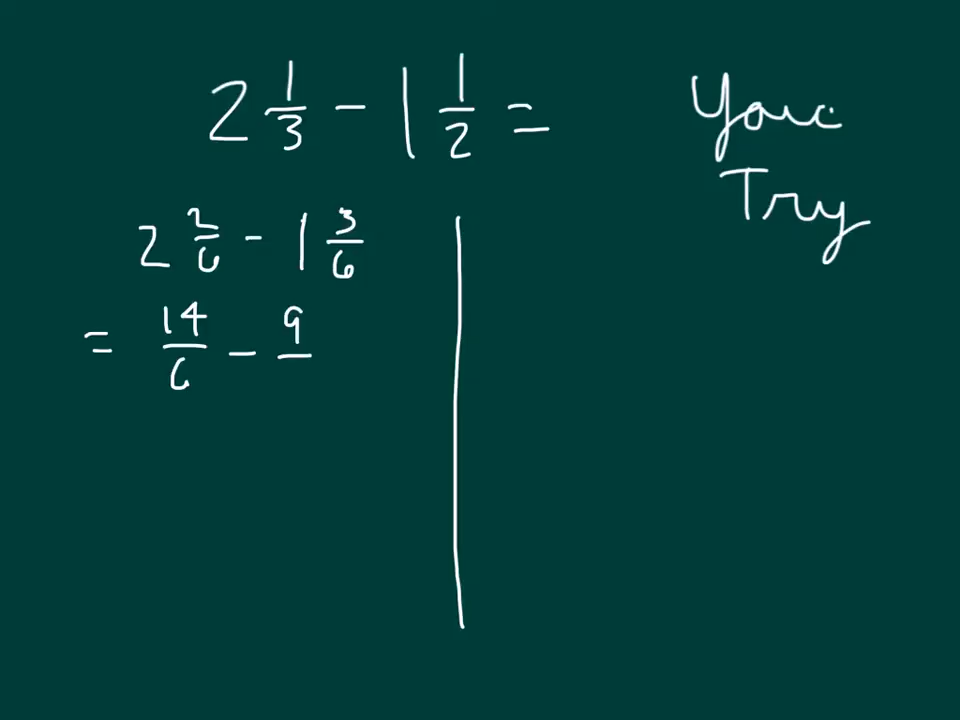 2 1/3 - 1 1/2 =
You
Try
2 2/6 - 1 3/6
= 14/6 - 9/